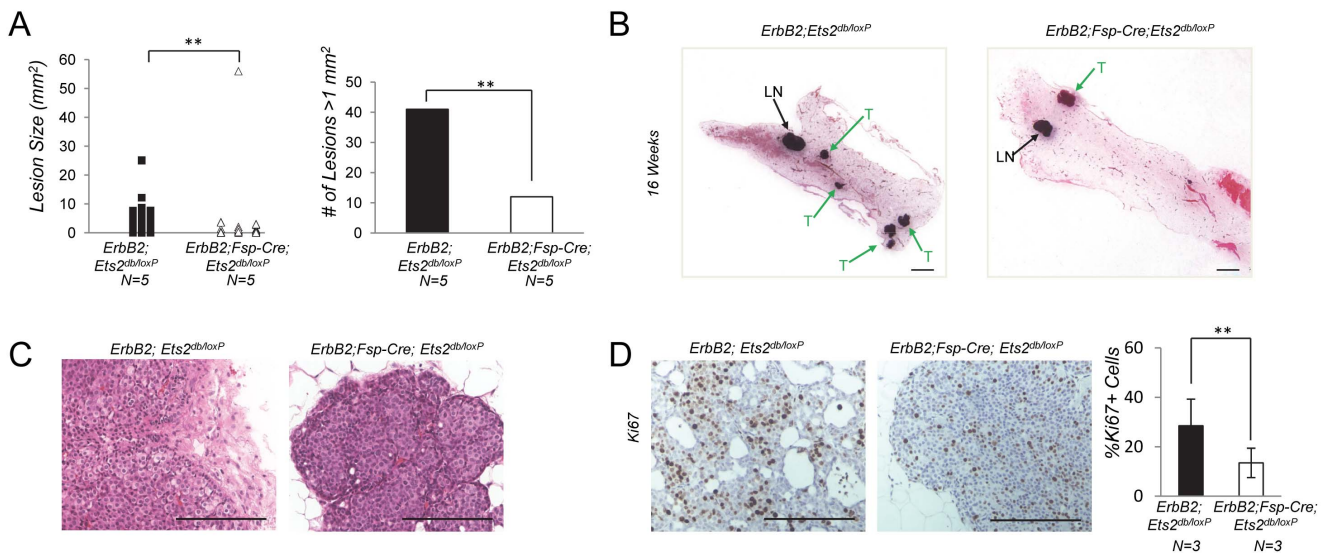 A
**
Lesion Size (mm²)
60
50
40
30
20
10
0
ErbB2;
Ets2db/loxP
N=5
ErbB2;Fsp-Cre;
Ets2db/loxP
N=5
**
# of Lesions >1 mm²
50
40
30
20
10
0
ErbB2;
Ets2db/loxP
N=5
ErbB2;Fsp-Cre;
Ets2db/loxP
N=5
B
ErbB2;Ets2db/loxP
ErbB2;Fsp-Cre;Ets2db/loxP
16 Weeks
LN
T
T
T
T
T
LN
C
ErbB2; Ets2db/loxP
ErbB2;Fsp-Cre; Ets2db/loxP
D
ErbB2; Ets2db/loxP
ErbB2;Fsp-Cre; Ets2db/loxP
Ki67
**
%Ki67+ Cells
60
40
20
0
ErbB2;
Ets2db/loxP
N=3
ErbB2;Fsp-Cre;
Ets2db/loxP
N=3